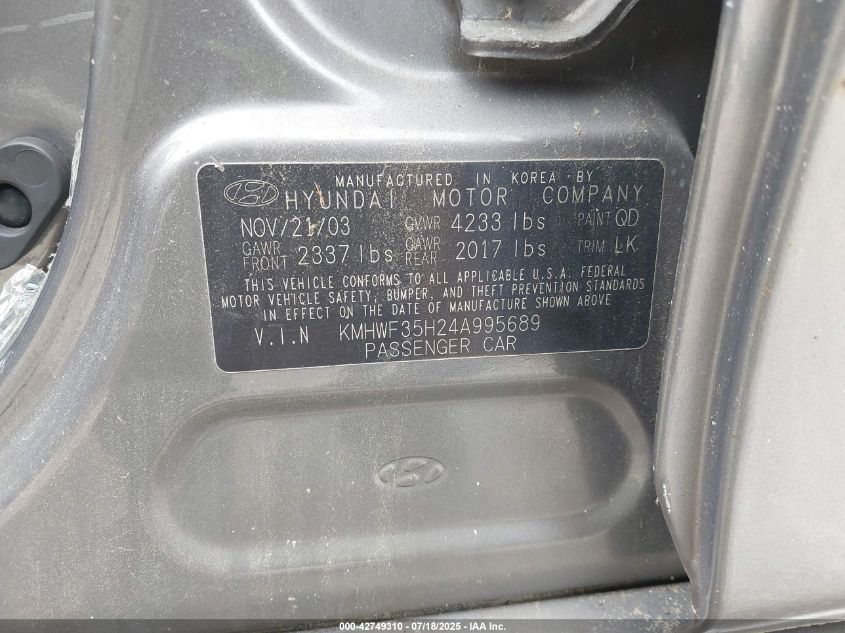 MANUFACTURED IN KOREA BY
HYUNDAI MOTOR COMPANY
NOV/21/03 GVWR 4233 lbs PAINT QD
GAWR FRONT 2337 lbs GAWR REAR 2017 lbs TRIM LK
THIS VEHICLE CONFORMS TO ALL APPLICABLE U.S.A. FEDERAL
MOTOR VEHICLE SAFETY, BUMPER, AND THEFT PREVENTION STANDARDS
IN EFFECT ON THE DATE OF MANUFACTURE SHOWN ABOVE
V.I.N KMHWF35H24A995689
PASSENGER CAR
000-42749310 - 07/18/2025 - IAA Inc.